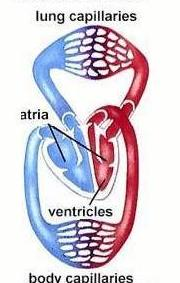 lung capillaries
atria
ventricles
body capillaries